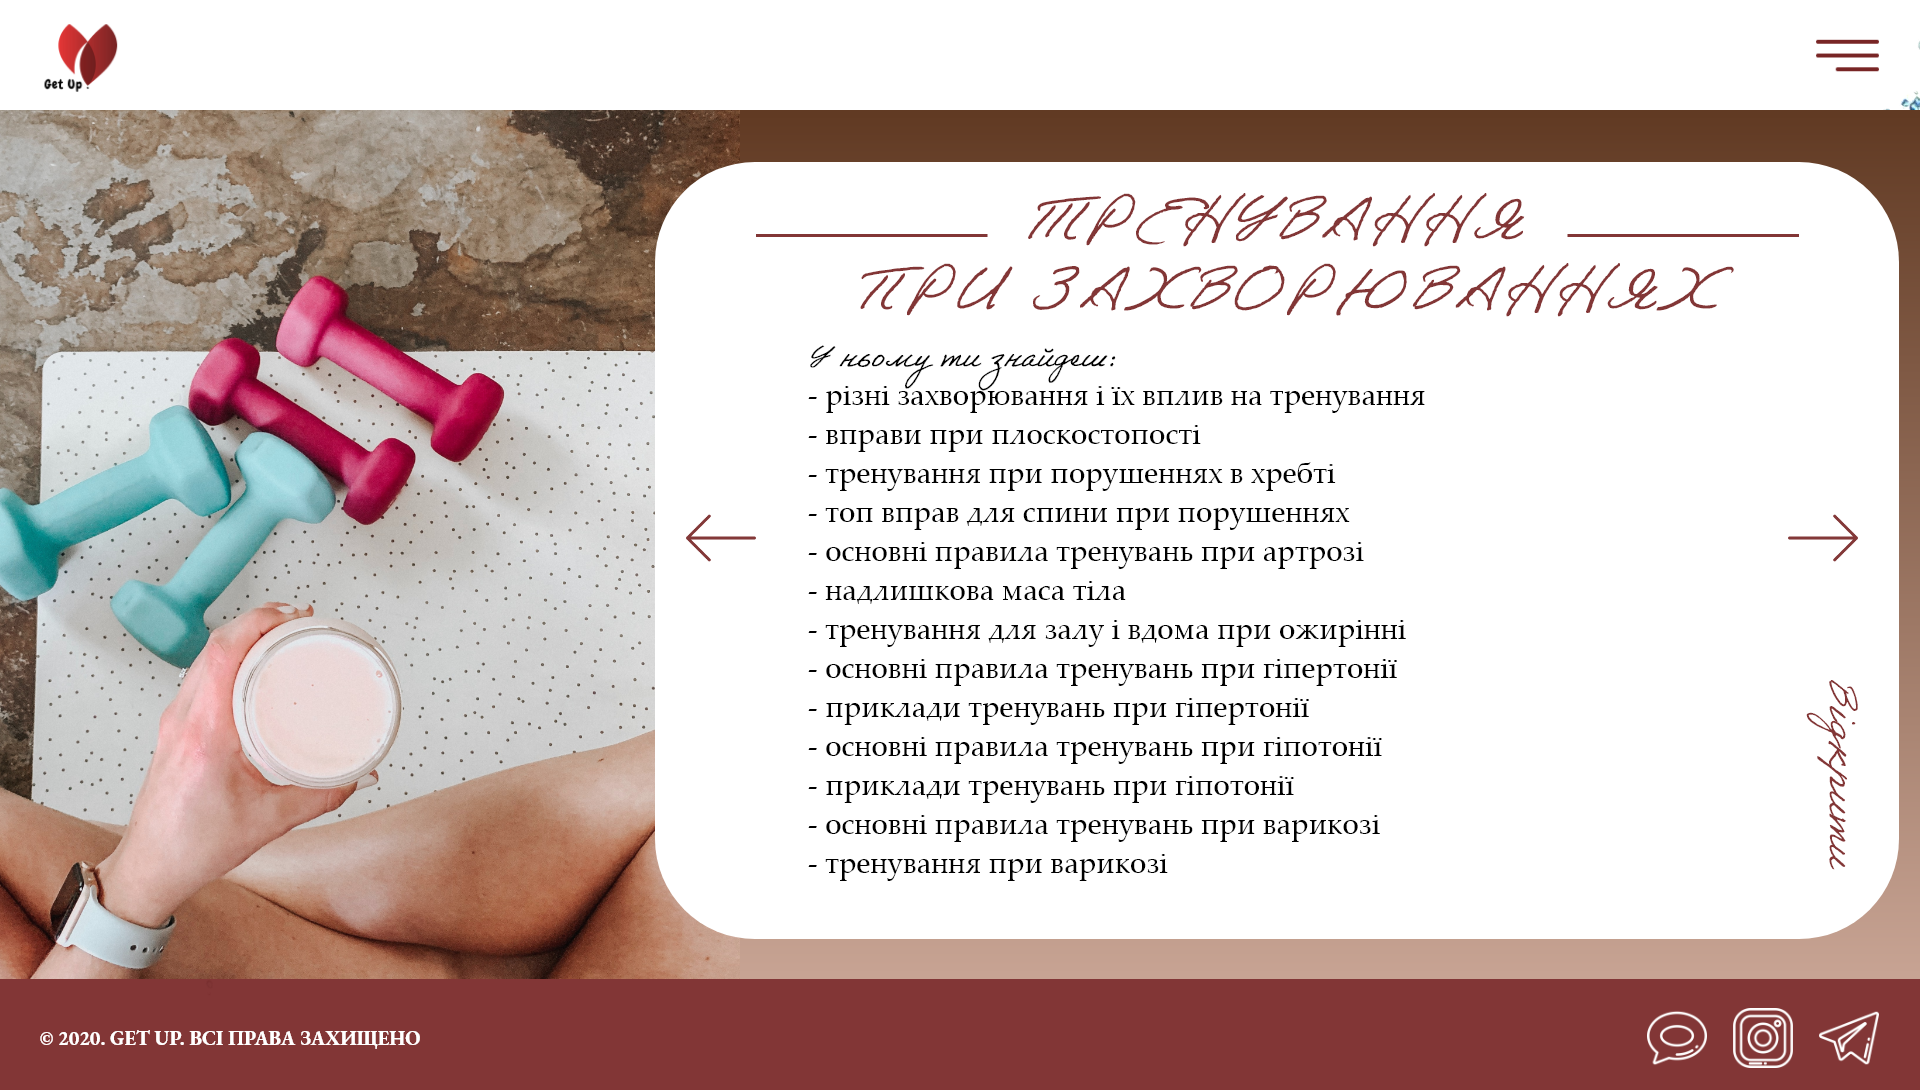 Get Up
ТРЕНУВАННЯ
ПРИ ЗАХВОРЮВАННЯХ
У ньому ти знайдеш:
- різні захворювання і їх вплив на тренування
- вправи при плоскостопості
- тренування при порушеннях в хребті
- топ вправ для спини при порушеннях
- основні правила тренувань при артрозі
- надлишкова маса тіла
- тренування для залу і вдома при ожирінні
- основні правила тренувань при гіпертонії
- приклади тренувань при гіпертонії
- основні правила тренувань при гіпотонії
- приклади тренувань при гіпотонії
- основні правила тренувань при варикозі
- тренування при варикозі
Відкрити
© 2020. GET UP. ВСІ ПРАВА ЗАХИЩЕНО